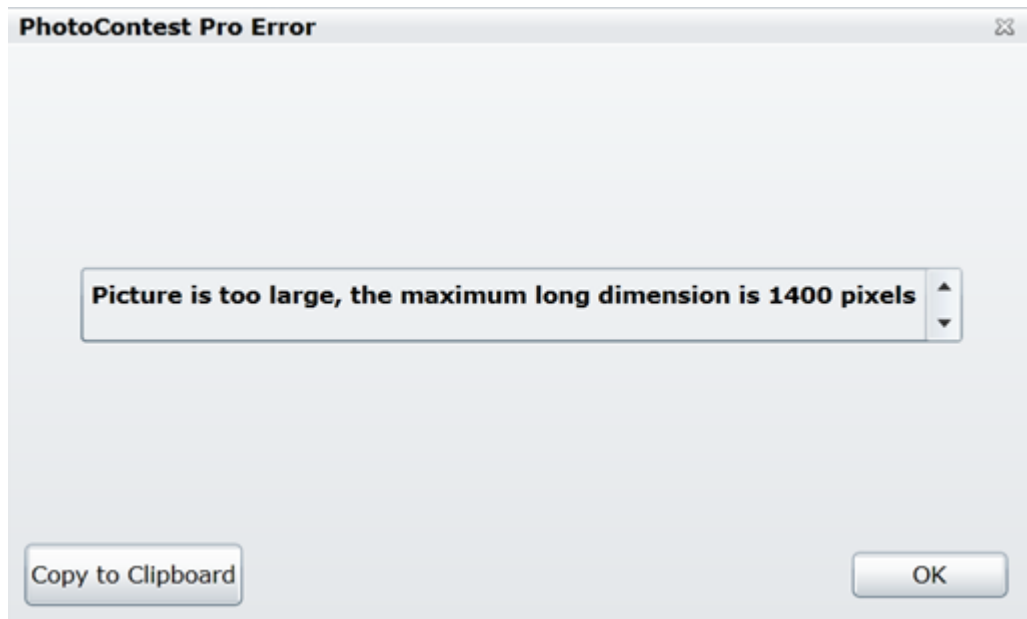 PhotoContest Pro Error
Picture is too large, the maximum long dimension is 1400 pixels
Copy to Clipboard
OK